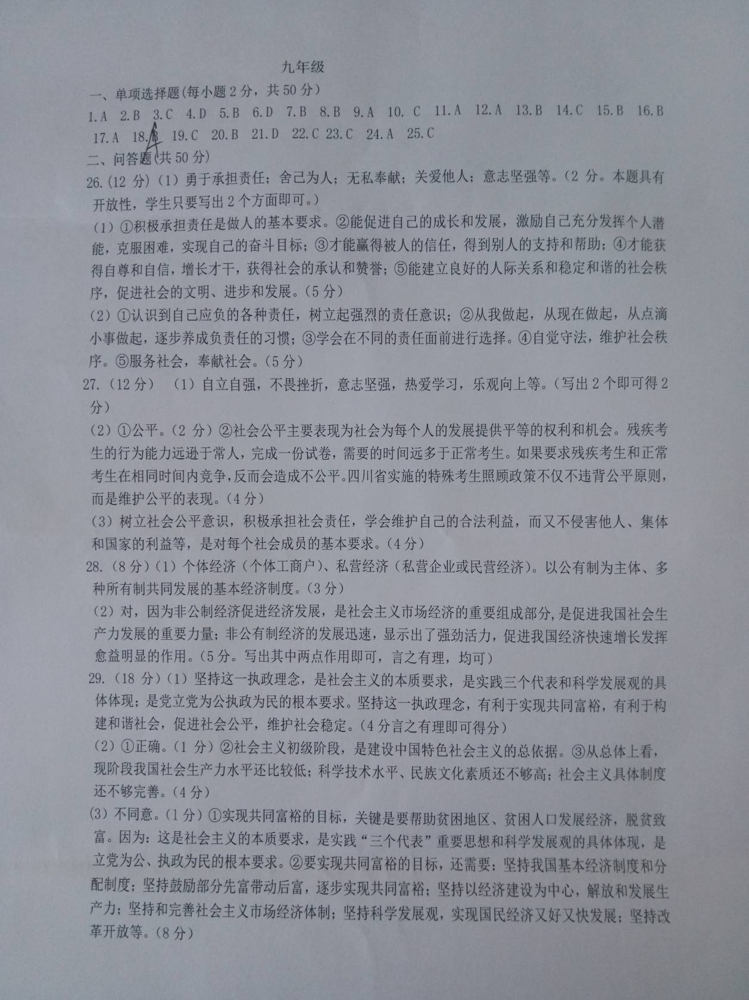 九年级
一、单项选择题(每小题2分，共50分）
1.A 2.B 3.C 4.D 5.B 6.D 7.B 8.B 9.A 10. C 11.A 12.A 13.B 14.C 15.B 16.B
17.A 18.B A 19.C 20.B 21.D 22.C 23.C 24.A 25.C
二、问答题(共50分)
26.(12 分)（1）勇于承担责任；舍己为人；无私奉献；关爱他人；意志坚强等。（2 分。本题具有
开放性，学生只要写出2个方面即可。）
（1）①积极承担责任是做人的基本要求。②能促进自己的成长和发展，激励自己充分发挥个人潜
能，克服困难，实现自己的奋斗目标；③才能赢得被人的信任，得到别人的支持和帮助；④才能获
得自尊和自信，增长才干，获得社会的承认和赞誉；⑤能建立良好的人际关系和稳定和谐的社会秩
序，促进社会的文明、进步和发展。（5分）
（2）①认识到自己应负的各种责任，树立起强烈的责任意识；②从我做起，从现在做起，从点滴
小事做起，逐步养成负责任的习惯；③学会在不同的责任面前进行选择。④自觉守法，维护社会秩
序。⑤服务社会，奉献社会。（5分）
27.（12分） （1）自立自强，不畏挫折，意志坚强，热爱学习，乐观向上等。（写出2个即可得2
分）
（2）①公平。（2 分）②社会公平主要表现为社会为每个人的发展提供平等的权利和机会。残疾考
生的行为能力远逊于常人，完成一份试卷，需要的时间远多于正常考生。如果要求残疾考生和正常
考生在相同时间内竞争，反而会造成不公平。四川省实施的特殊考生照顾政策不仅不违背公平原则，
而是维护公平的表现。（4分）
（3）树立社会公平意识，积极承担社会责任，学会维护自己的合法利益，而又不侵害他人、集体
和国家的利益等，是对每个社会成员的基本要求。（4分）
28.（8分）（1）个体经济（个体工商户）、私营经济（私营企业或民营经济）。以公有制为主体、多
种所有制共同发展的基本经济制度。（3分）
（2）对，因为非公制经济促进经济发展，是社会主义市场经济的重要组成部分,是促进我国社会生
产力发展的重要力量；非公有制经济的发展迅速，显示出了强劲活力，促进我国经济快速增长发挥
愈益明显的作用。（5分。写出其中两点作用即可，言之有理，均可）
29.（18 分）（1）坚持这一执政理念，是社会主义的本质要求，是实践三个代表和科学发展观的具
体体现；是党立党为公执政为民的根本要求。坚持这一执政理念，有利于实现共同富裕，有利于构
建和谐社会，促进社会公平，维护社会稳定。（4分言之有理即可得分）
（2）①正确。（1 分）②社会主义初级阶段，是建设中国特色社会主义的总依据。③从总体上看，
现阶段我国社会生产力水平还比较低；科学技术水平、民族文化素质还不够高；社会主义具体制度
还不够完善。（4分）
(3）不同意。（1分）①实现共同富裕的目标，关键是要帮助贫困地区、贫困人口发展经济，脱贫致
富。因为：这是社会主义的本质要求，是实践“三个代表”重要思想和科学发展观的具体体现，是
立党为公、执政为民的根本要求。②要实现共同富裕的目标，还需要：坚持我国基本经济制度和分
配制度；坚持鼓励部分先富带动后富，逐步实现共同富裕；坚持以经济建设为中心，解放和发展生
产力；坚持和完善社会主义市场经济体制；坚持科学发展观，实现国民经济又好又快发展；坚持改
革开放等。（8分）